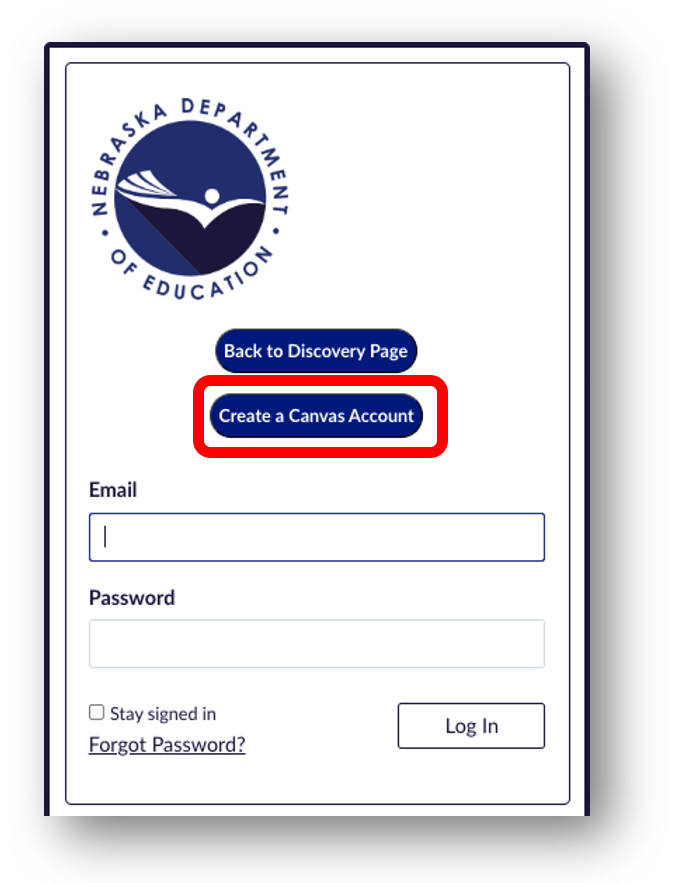 NEBRASKA DEPARTMENT
OF EDUCATION
Back to Discovery Page
Create a Canvas Account
Email
Password
Stay signed in
Log In
Forgot Password?